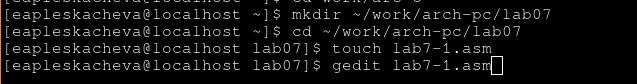 [eapleskacheva@localhost ~]$ mkdir ~/work/arch-pc/lab07
[eapleskacheva@localhost ~]$ cd ~/work/arch-pc/lab07
[eapleskacheva@localhost lab07]$ touch lab7-1.asm
[eapleskacheva@localhost lab07]$ gedit lab7-1.asm